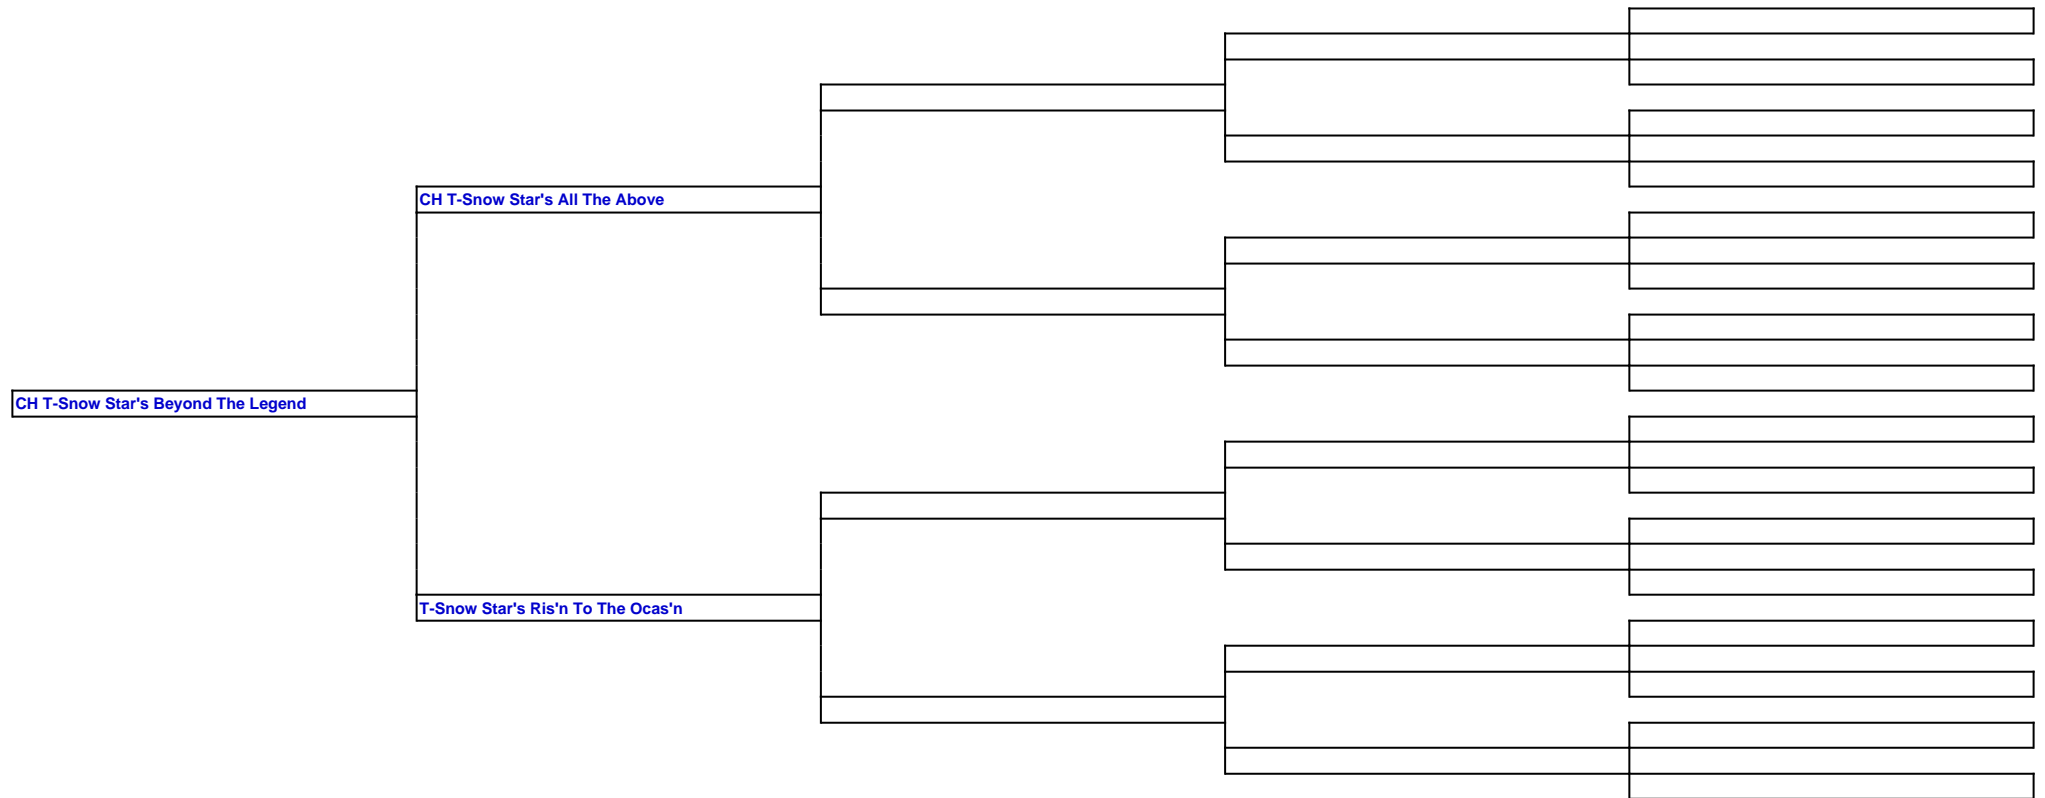 CH T-Snow Star's All The Above
CH T-Snow Star's Beyond The Legend
T-Snow Star's Ris'n To The Ocas'n